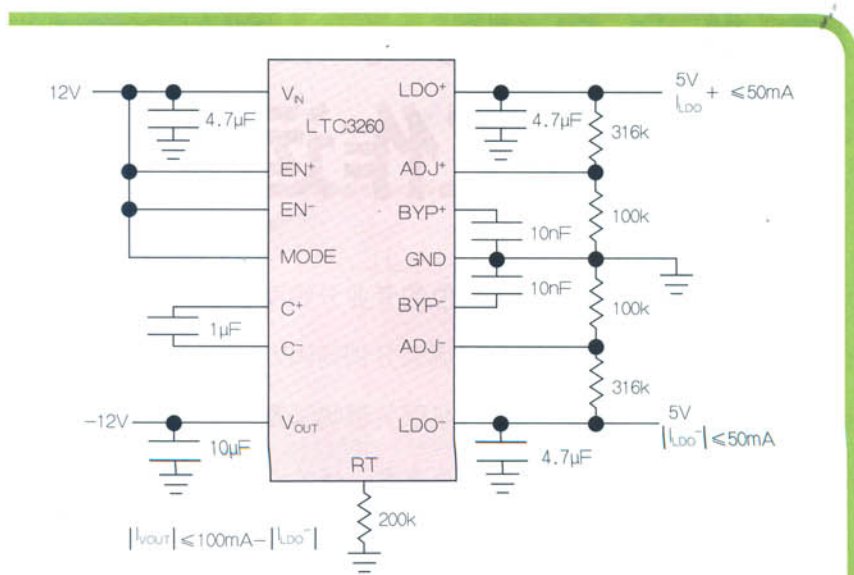 12V
V_IN
LDO+
5V
I_LDO + ≤50mA
4.7µF
LTC3260
4.7µF
316k
EN+
ADJ+
EN-
BYP+
100k
10nF
MODE
GND
10nF
C+
BYP-
100k
1µF
C-
ADJ-
316k
-12V
V_OUT
LDO-
5V
|I_LDO-| ≤50mA
10µF
4.7µF
RT
200k
|I_VOUT| ≤100mA-|I_LDO-|